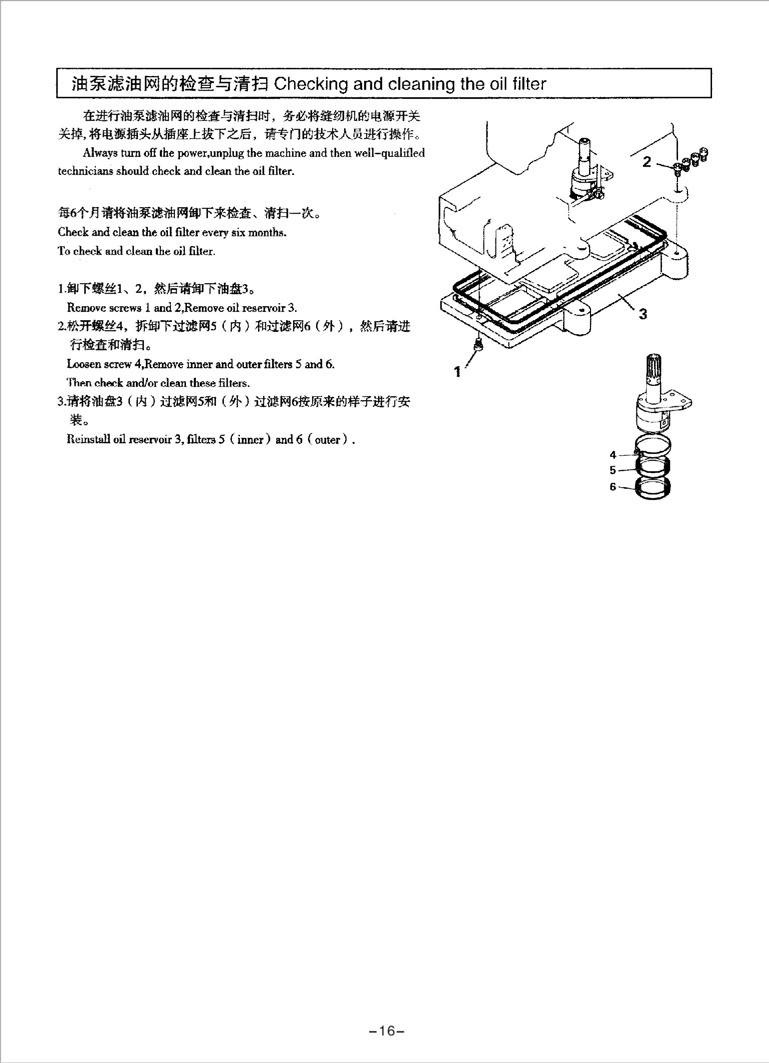 油泵滤油网的检查与清扫 Checking and cleaning the oil filter
在进行油泵滤油网的检查与清扫时，务必将缝纫机的电源开关
关掉,将电源插头从插座上拔下之后，请专门的技术人员进行操作。
Always turn off the power,unplug the machine and then well-qualified
technicians should check and clean the oil filter.
每6个月请将油泵滤油网卸下来检查、清扫一次。
Check and clean the oil filter every six months.
To check and clean the oil filter.
1.卸下螺丝1、2，然后请卸下油盘3。
Remove screws 1 and 2,Remove oil reservoir 3.
2.松开螺丝4，拆卸下过滤网5（内）和过滤网6（外），然后请进
行检查和清扫。
Loosen screw 4,Remove inner and outer filters 5 and 6.
Then check and/or clean these filters.
3.请将油盘3（内）过滤网5和（外）过滤网6按原来的样子进行安
装。
Reinstall oil reservoir 3, filters 5（inner）and 6（outer）.
2
3
1
4
5
6
-16-